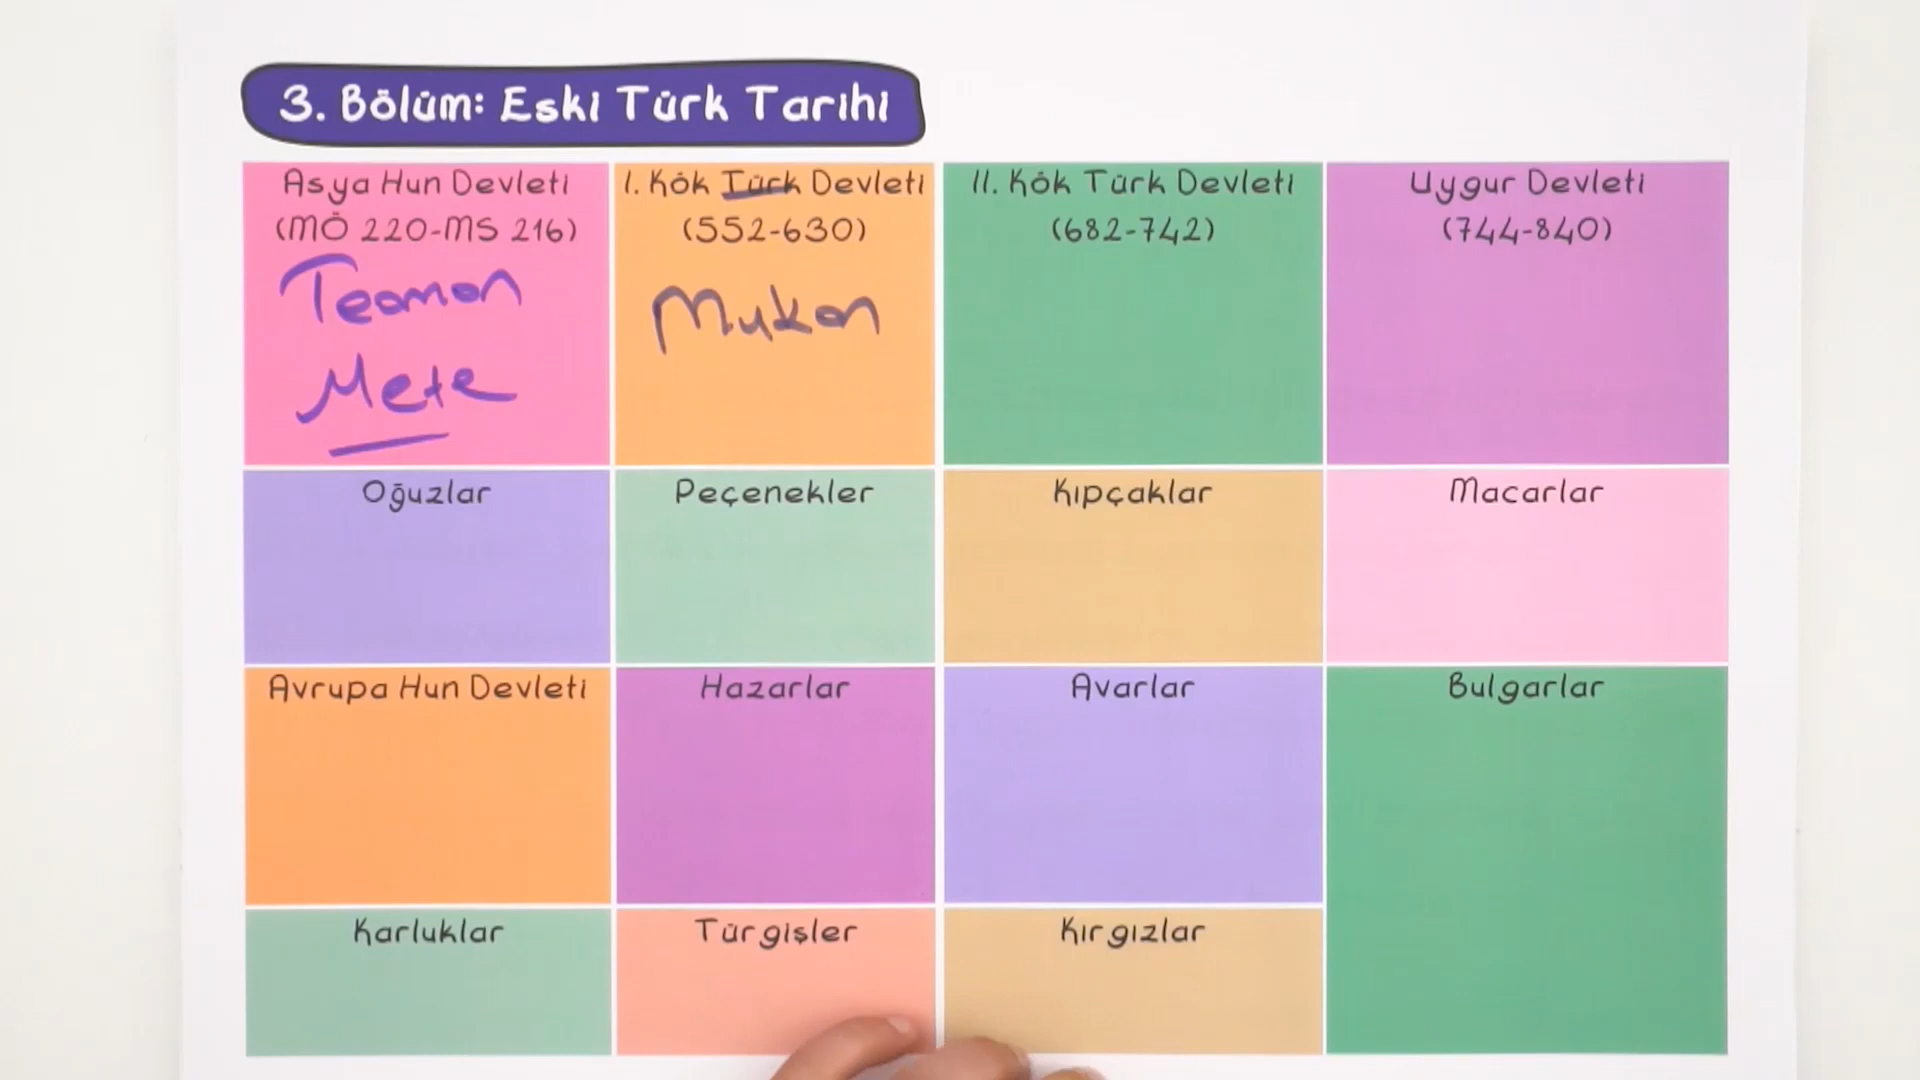 3. Bölüm: Eski Türk Tarihi
Asya Hun Devleti
(MÖ 220-MS 216)
Teoman
Mete
I. Kök Türk Devleti
(552-630)
Mukan
II. Kök Türk Devleti
(682-742)
Uygur Devleti
(744-840)
Oğuzlar
Peçenekler
Kıpçaklar
Macarlar
Avrupa Hun Devleti
Hazarlar
Avarlar
Bulgarlar
Karluklar
Türgişler
Kırgızlar